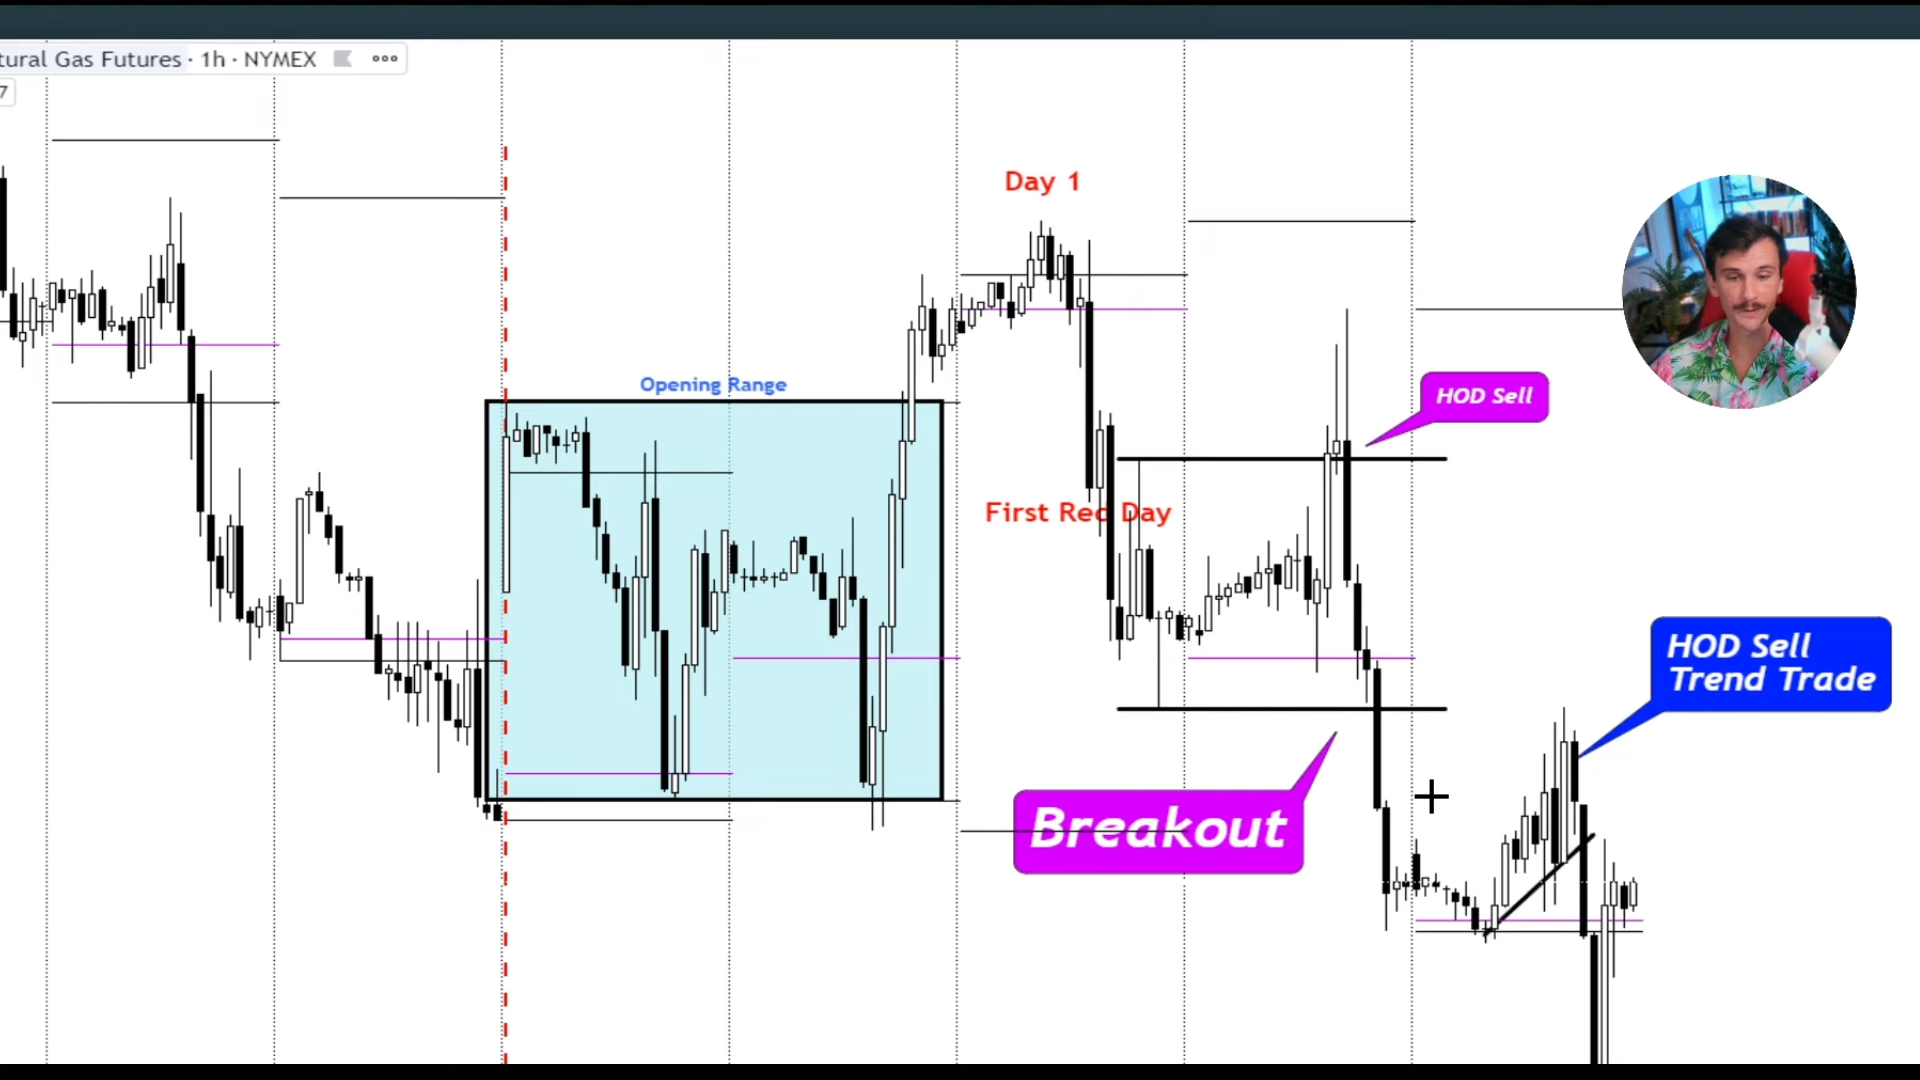 tural Gas Futures · 1h · NYMEX
7
Day 1
Opening Range
HOD Sell
First Red Day
HOD Sell
Trend Trade
Breakout